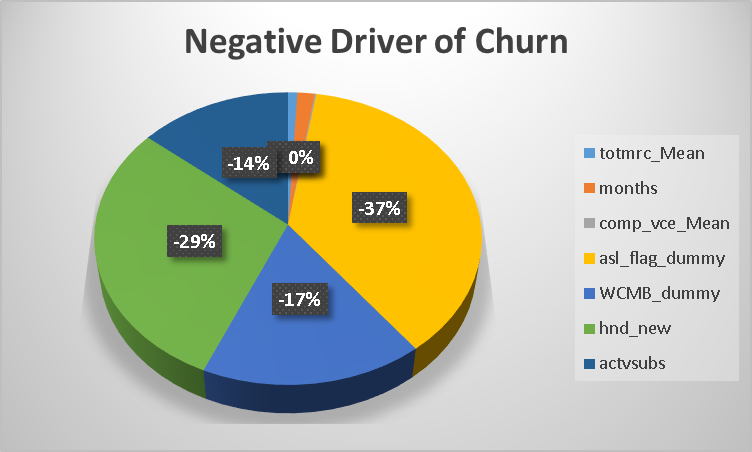 Negative Driver of Churn
0%
-14%
-37%
-29%
-17%
totmrc_Mean
months
comp_vce_Mean
asl_flag_dummy
WCMB_dummy
hnd_new
actvsubs